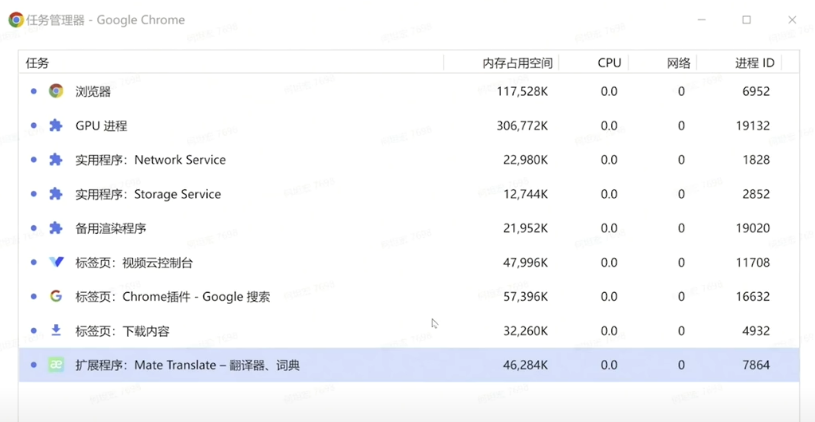 任务管理器 - Google Chrome
任务 内存占用空间 CPU 网络 进程 ID
浏览器 117,528K 0.0 0 6952
GPU 进程 306,772K 0.0 0 19132
实用程序：Network Service 22,980K 0.0 0 1828
实用程序：Storage Service 12,744K 0.0 0 2852
备用渲染程序 21,952K 0.0 0 19020
标签页：视频云控制台 47,996K 0.0 0 11708
标签页：Chrome插件 - Google 搜索 57,396K 0.0 0 16632
标签页：下载内容 32,260K 0.0 0 4932
æ 扩展程序：Mate Translate – 翻译器、词典 46,284K 0.0 0 7864